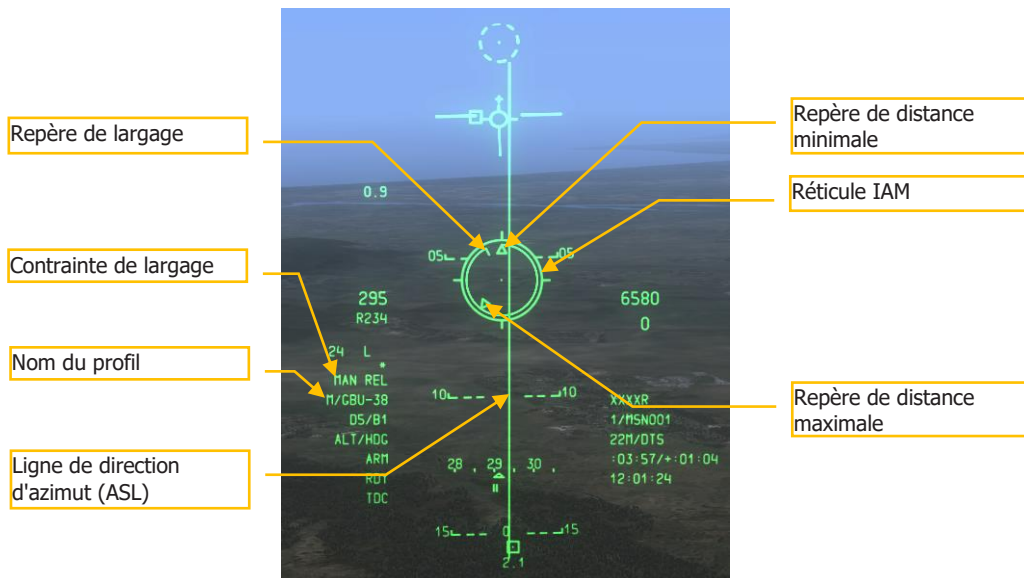 Repère de largage
Contrainte de largage
Nom du profil
Ligne de direction
d'azimut (ASL)
0.9
05
05
295
R234
6580
0
24 L
*
MAN REL
M/GBU-38
D5/B1
ALT/HDG
ARM
RDY
TDC
10
10
XXXXR
1/MSN001
22M/DTS
:03:57/+:01:04
12:01:24
28 , 29 , 30 ,
15
0
15
2.1
Repère de distance
minimale
Réticule IAM
Repère de distance
maximale